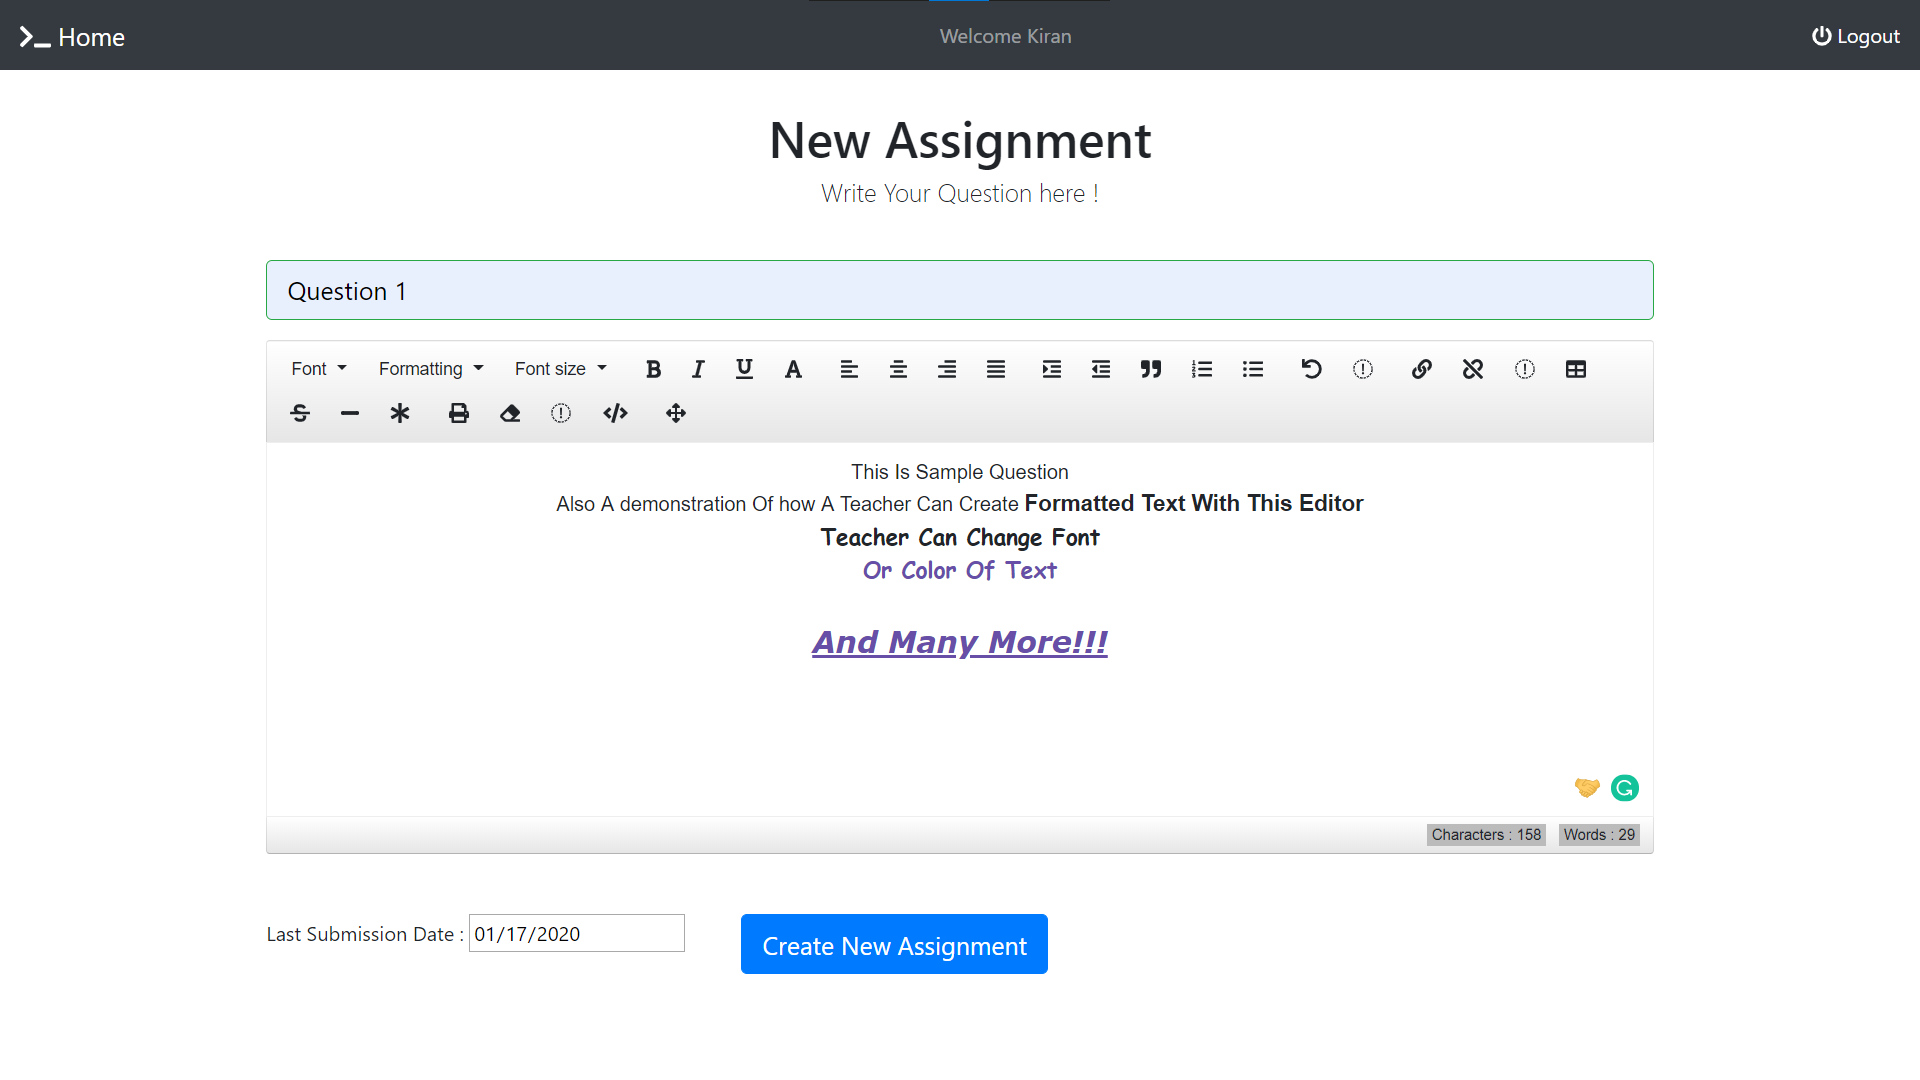 Home
Welcome Kiran
Logout
New Assignment
Write Your Question here !
Question 1
Font Formatting Font size
This Is Sample Question
Also A demonstration Of how A Teacher Can Create Formatted Text With This Editor
Teacher Can Change Font
Or Color Of Text
And Many More!!!
Characters : 158 Words : 29
Last Submission Date : 01/17/2020
Create New Assignment